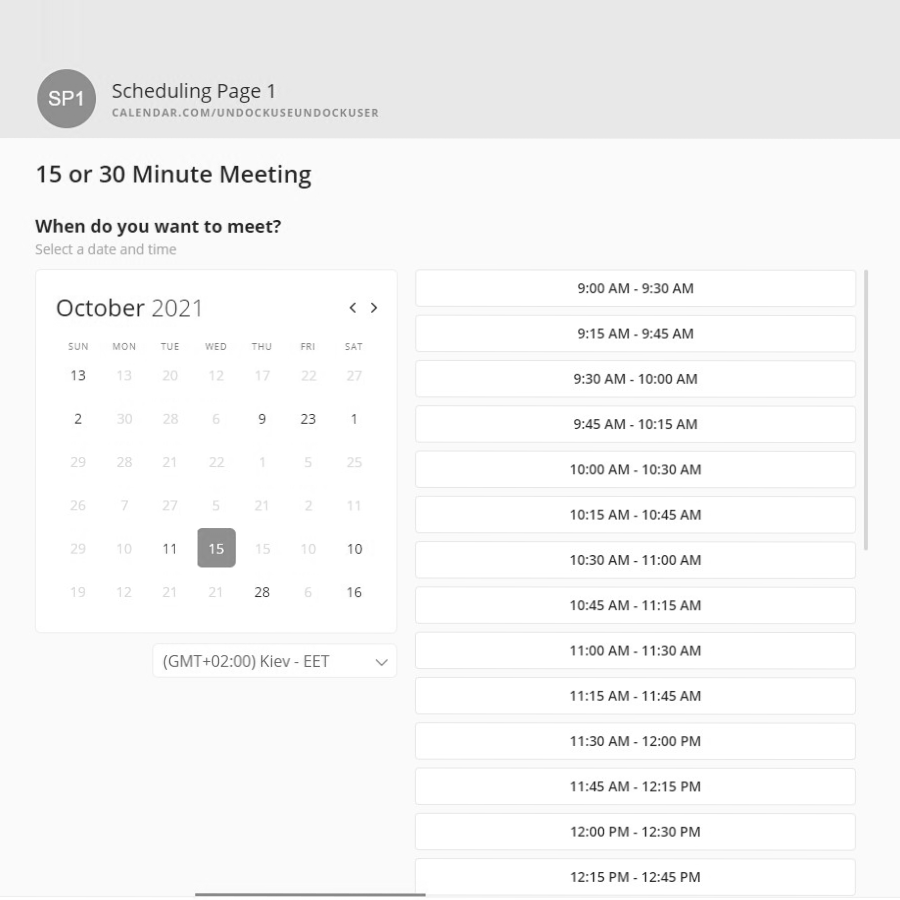 SP1
Scheduling Page 1
CALENDAR.COM/UNDOCKUSEUNDOCKUSER
15 or 30 Minute Meeting
When do you want to meet?
Select a date and time
October 2021
SUN MON TUE WED THU FRI SAT
13 13 20 12 17 22 27
2 30 28 6 9 23 1
29 28 21 22 1 5 25
26 7 27 5 21 2 11
29 10 11 15 15 10 10
19 12 21 21 28 6 16
(GMT+02:00) Kiev - EET
9:00 AM - 9:30 AM
9:15 AM - 9:45 AM
9:30 AM - 10:00 AM
9:45 AM - 10:15 AM
10:00 AM - 10:30 AM
10:15 AM - 10:45 AM
10:30 AM - 11:00 AM
10:45 AM - 11:15 AM
11:00 AM - 11:30 AM
11:15 AM - 11:45 AM
11:30 AM - 12:00 PM
11:45 AM - 12:15 PM
12:00 PM - 12:30 PM
12:15 PM - 12:45 PM